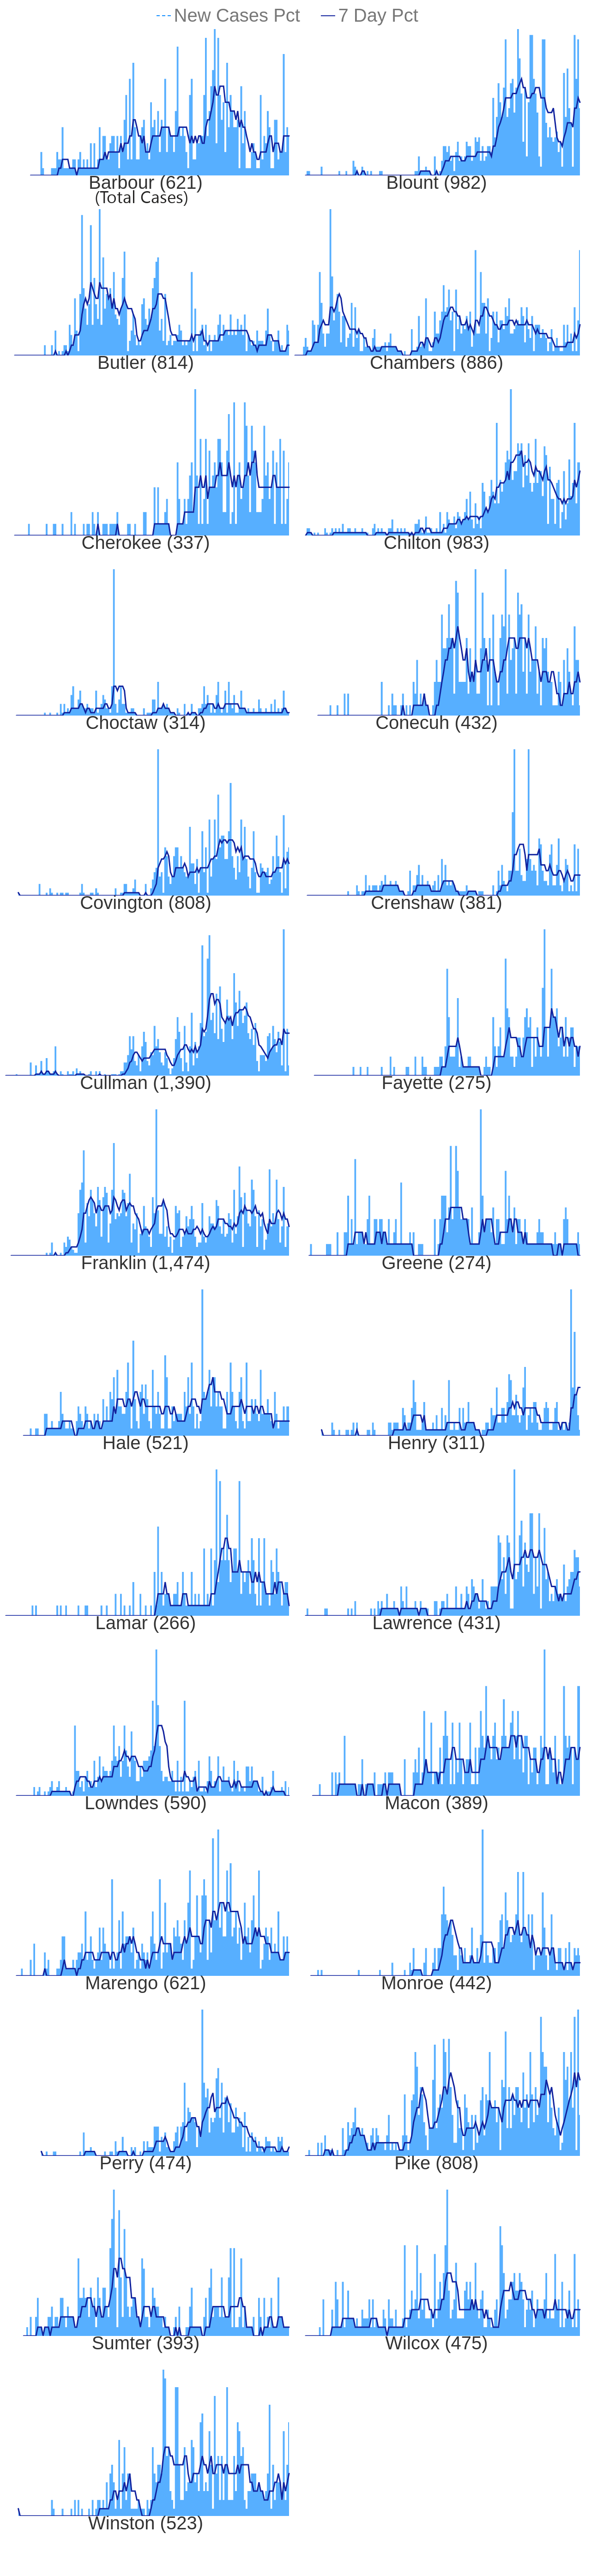 New Cases Pct 7 Day Pct
Barbour (621) Blount (982)
(Total Cases)
Butler (814) Chambers (886)
Cherokee (337) Chilton (983)
Choctaw (314) Conecuh (432)
Covington (808) Crenshaw (381)
Cullman (1,390) Fayette (275)
Franklin (1,474) Greene (274)
Hale (521) Henry (311)
Lamar (266) Lawrence (431)
Lowndes (590) Macon (389)
Marengo (621) Monroe (442)
Perry (474) Pike (808)
Sumter (393) Wilcox (475)
Winston (523)